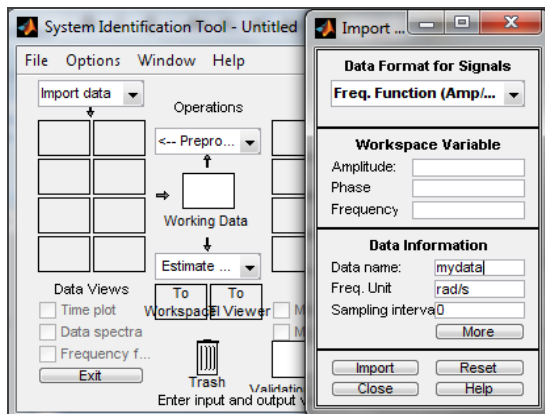 System Identification Tool - Untitled
File Options Window Help
Import data
Operations
<-- Prepro...
Working Data
Estimate ...
Data Views
To
To
Time plot
Workspace
Viewer
Data spectra
Frequency f...
Exit
Trash
Enter input and output
Import ...
Data Format for Signals
Freq. Function (Amp/...
Workspace Variable
Amplitude:
Phase
Frequency
Data Information
Data name: mydata
Freq. Unit rad/s
Sampling interva 0
More
Import Reset
Close Help